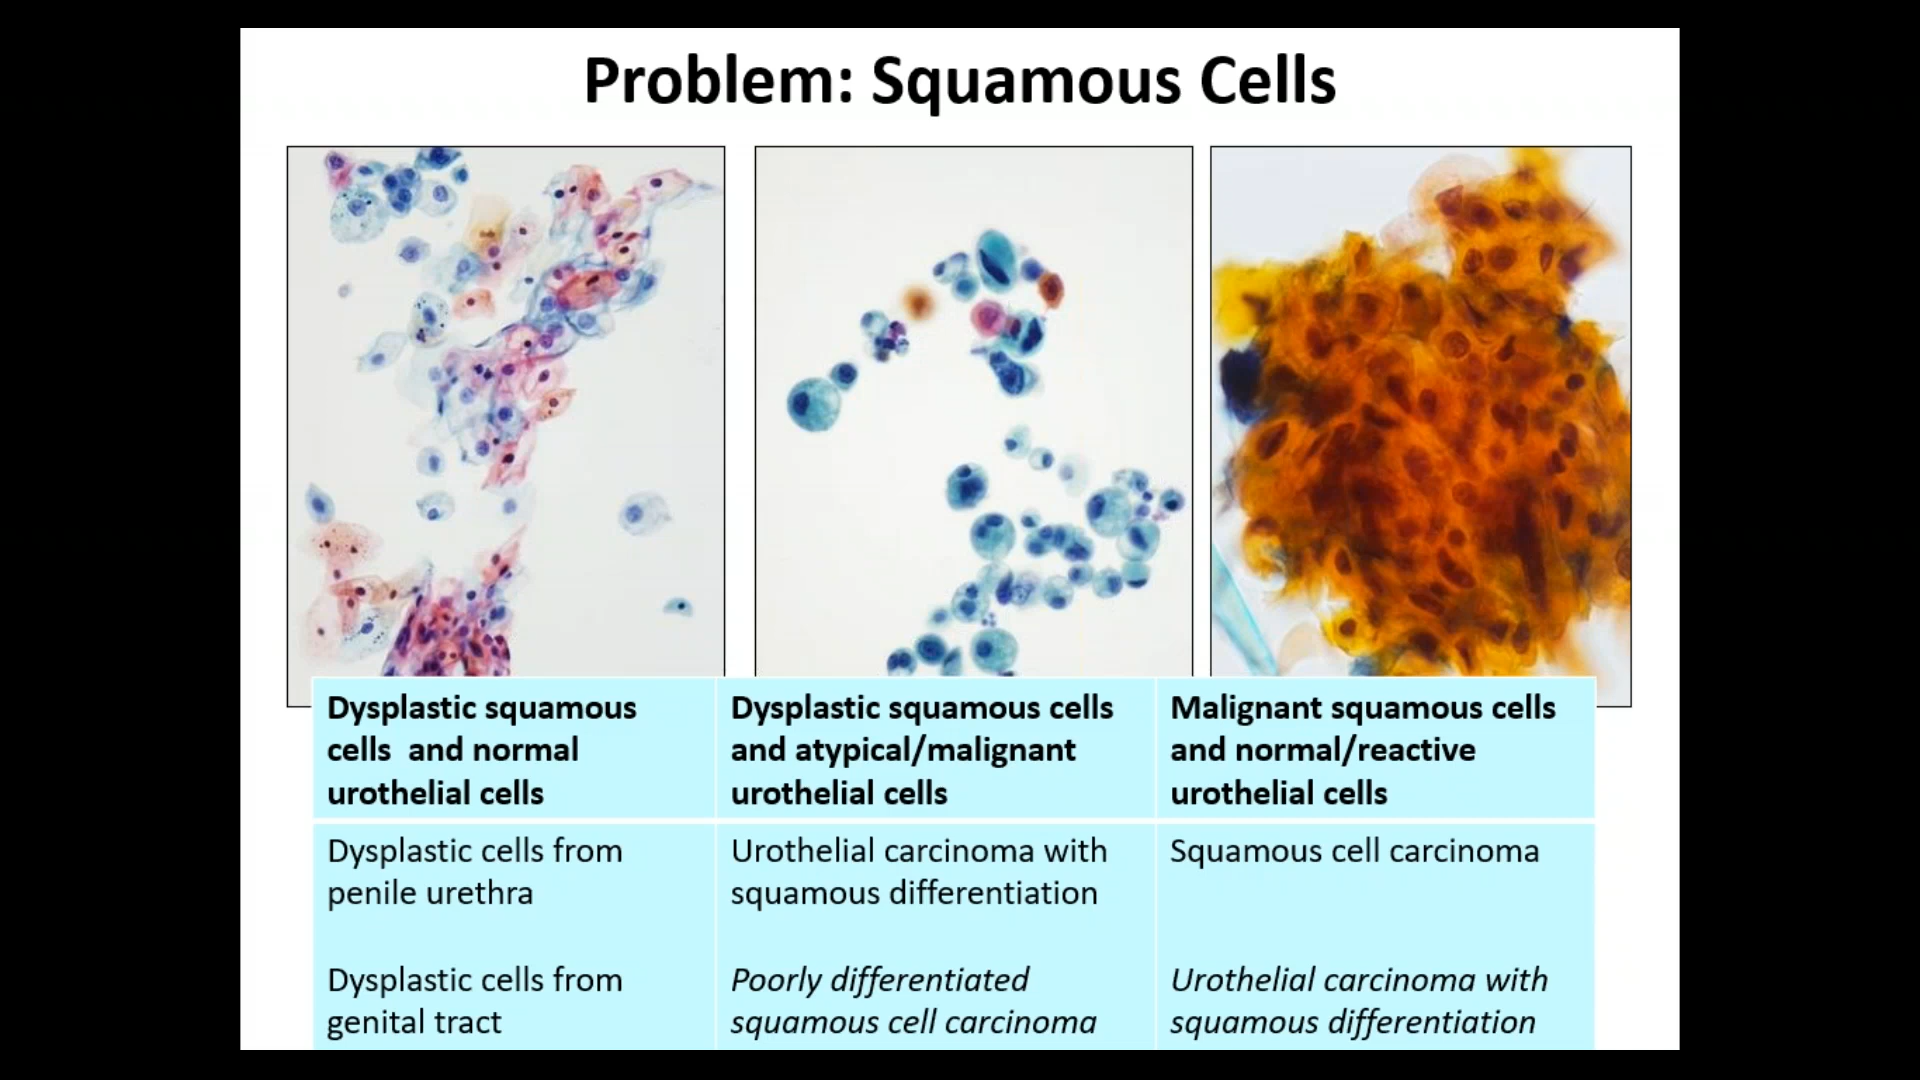 Problem: Squamous Cells
Dysplastic squamous
cells and normal
urothelial cells
Dysplastic squamous cells
and atypical/malignant
urothelial cells
Malignant squamous cells
and normal/reactive
urothelial cells
Dysplastic cells from
penile urethra
Dysplastic cells from
genital tract
Urothelial carcinoma with
squamous differentiation
Poorly differentiated
squamous cell carcinoma
Squamous cell carcinoma
Urothelial carcinoma with
squamous differentiation